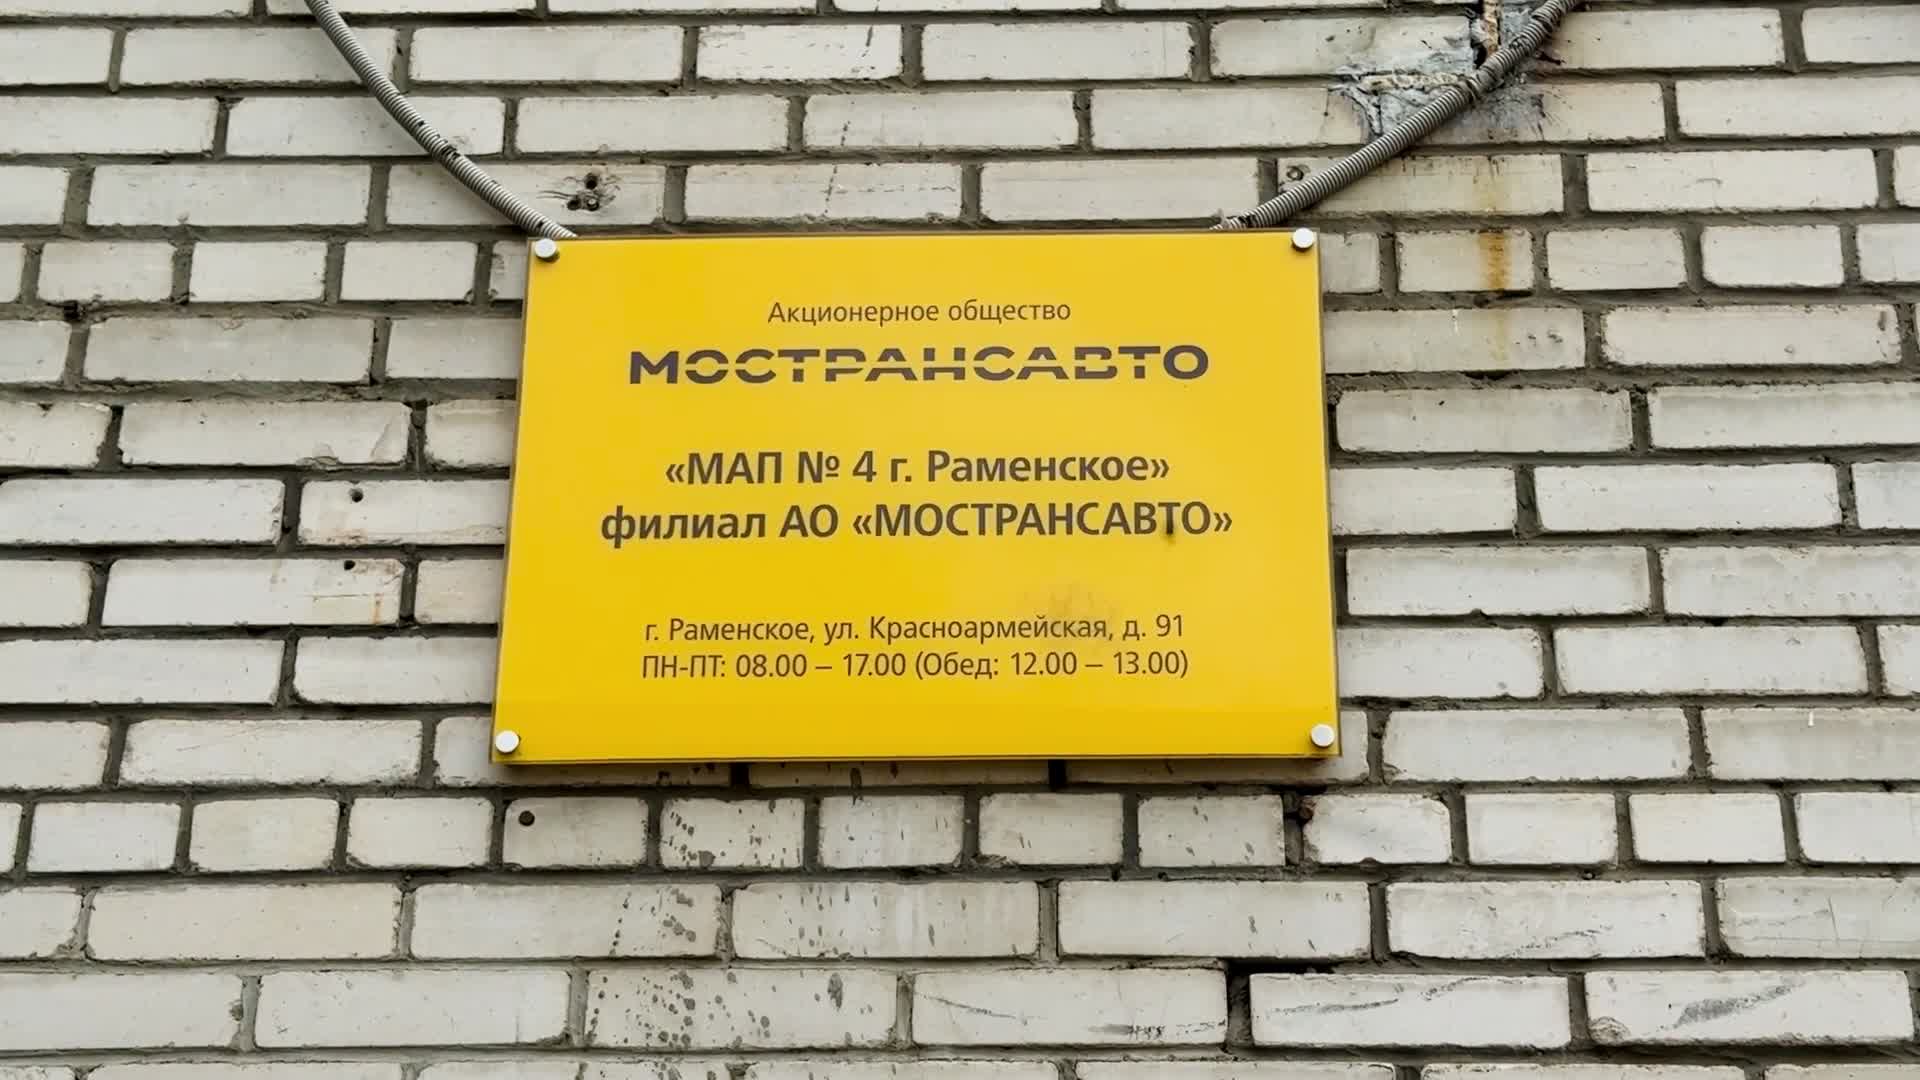 Акционерное общество
МОСТРАНСАВТО
«МАП № 4 г. Раменское»
филиал АО «МОСТРАНСАВТО»
г. Раменское, ул. Красноармейская, д. 91
ПН-ПТ: 08.00 – 17.00 (Обед: 12.00 – 13.00)